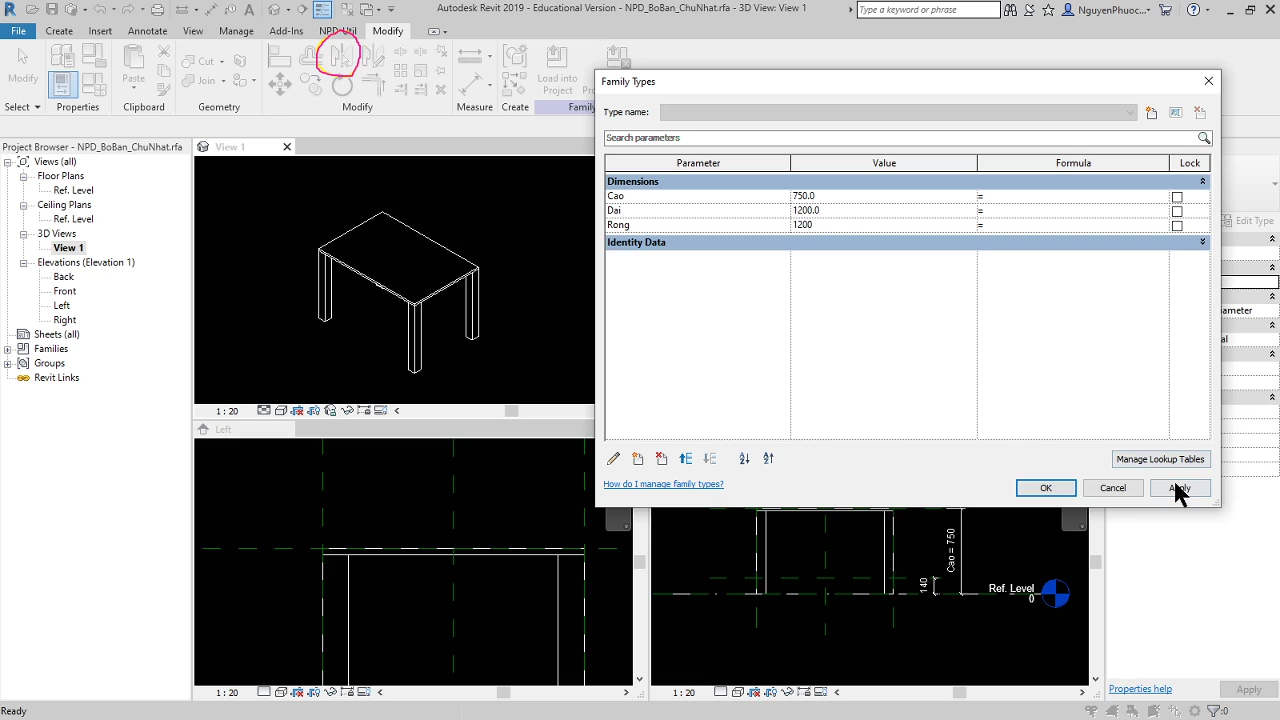 Autodesk Revit 2019 - Educational Version - NPD_BoBan_ChuNhat.rfa - 3D View: View 1
Type a keyword or phrase
NguyenPhuoc...
File Create Insert Annotate View Manage Add-Ins NPD Util Modify
Modify
Paste
Cut
Join
Load into
Select Properties Clipboard Geometry Modify Measure Create
Project Browser - NPD_BoBan_ChuNhat.rfa
Views (all)
Floor Plans
Ref. Level
Ceiling Plans
Ref. Level
3D Views
View 1
Elevations (Elevation 1)
Back
Front
Left
Right
Sheets (all)
Families
Groups
Revit Links
View 1
1 : 20
Left
1 : 20
Family Types
Type name:
Search parameters
Parameter Value Formula Lock
Dimensions
Cao 750.0 =
Dai 1200.0 =
Rong 1200 =
Identity Data
Manage Lookup Tables
How do I manage family types?
OK Cancel Apply
Edit Type
Cao = 750
140
Ref. Level
0
1 : 20
Properties help Apply
Ready
:0